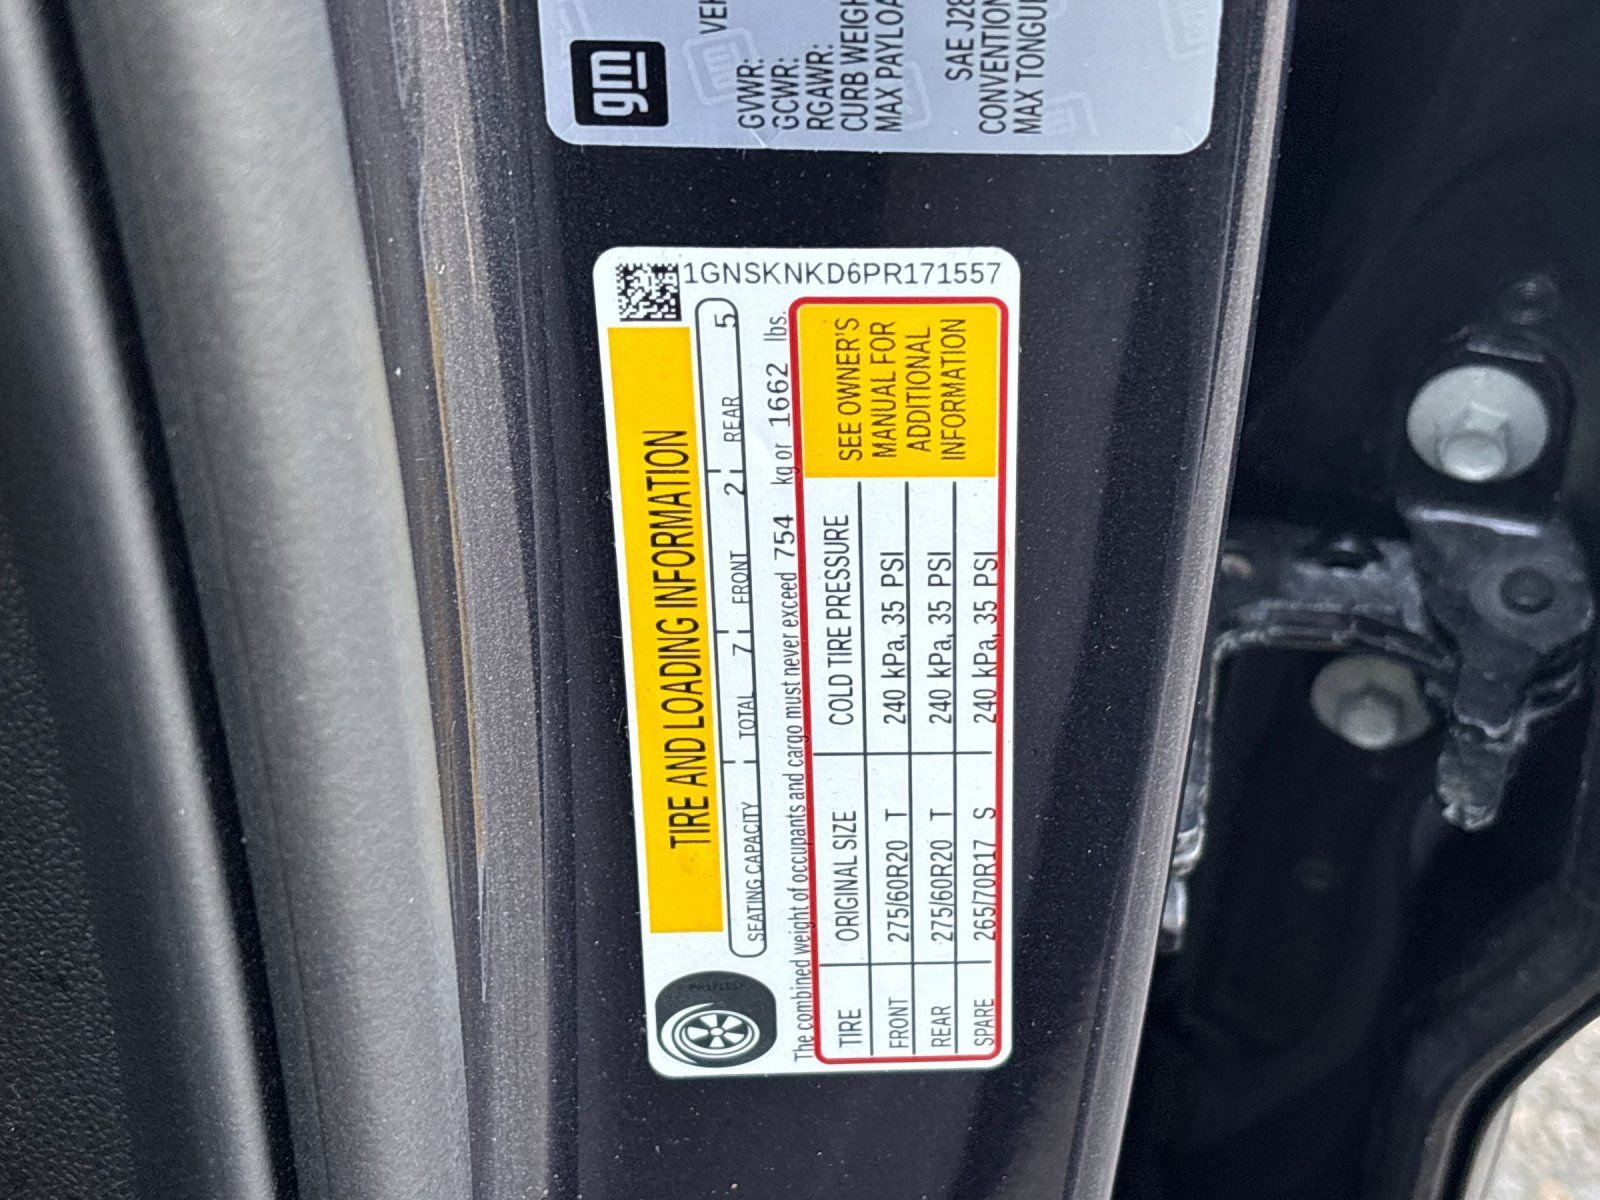 gm
VEH
GVWR:
GCWR:
RGAWR:
CURB WEIGH
MAX PAYLOA
SAE J28
CONVENTION
MAX TONGU
1GNSKNKD6PR171557
TIRE AND LOADING INFORMATION
SEATING CAPACITY TOTAL 7 FRONT 2 REAR 5
The combined weight of occupants and cargo must never exceed 754 kg or 1662 lbs.
TIRE ORIGINAL SIZE COLD TIRE PRESSURE
FRONT 275/60R20 T 240 kPa, 35 PSI
REAR 275/60R20 T 240 kPa, 35 PSI
SPARE 265/70R17 S 240 kPa, 35 PSI
SEE OWNER'S
MANUAL FOR
ADDITIONAL
INFORMATION